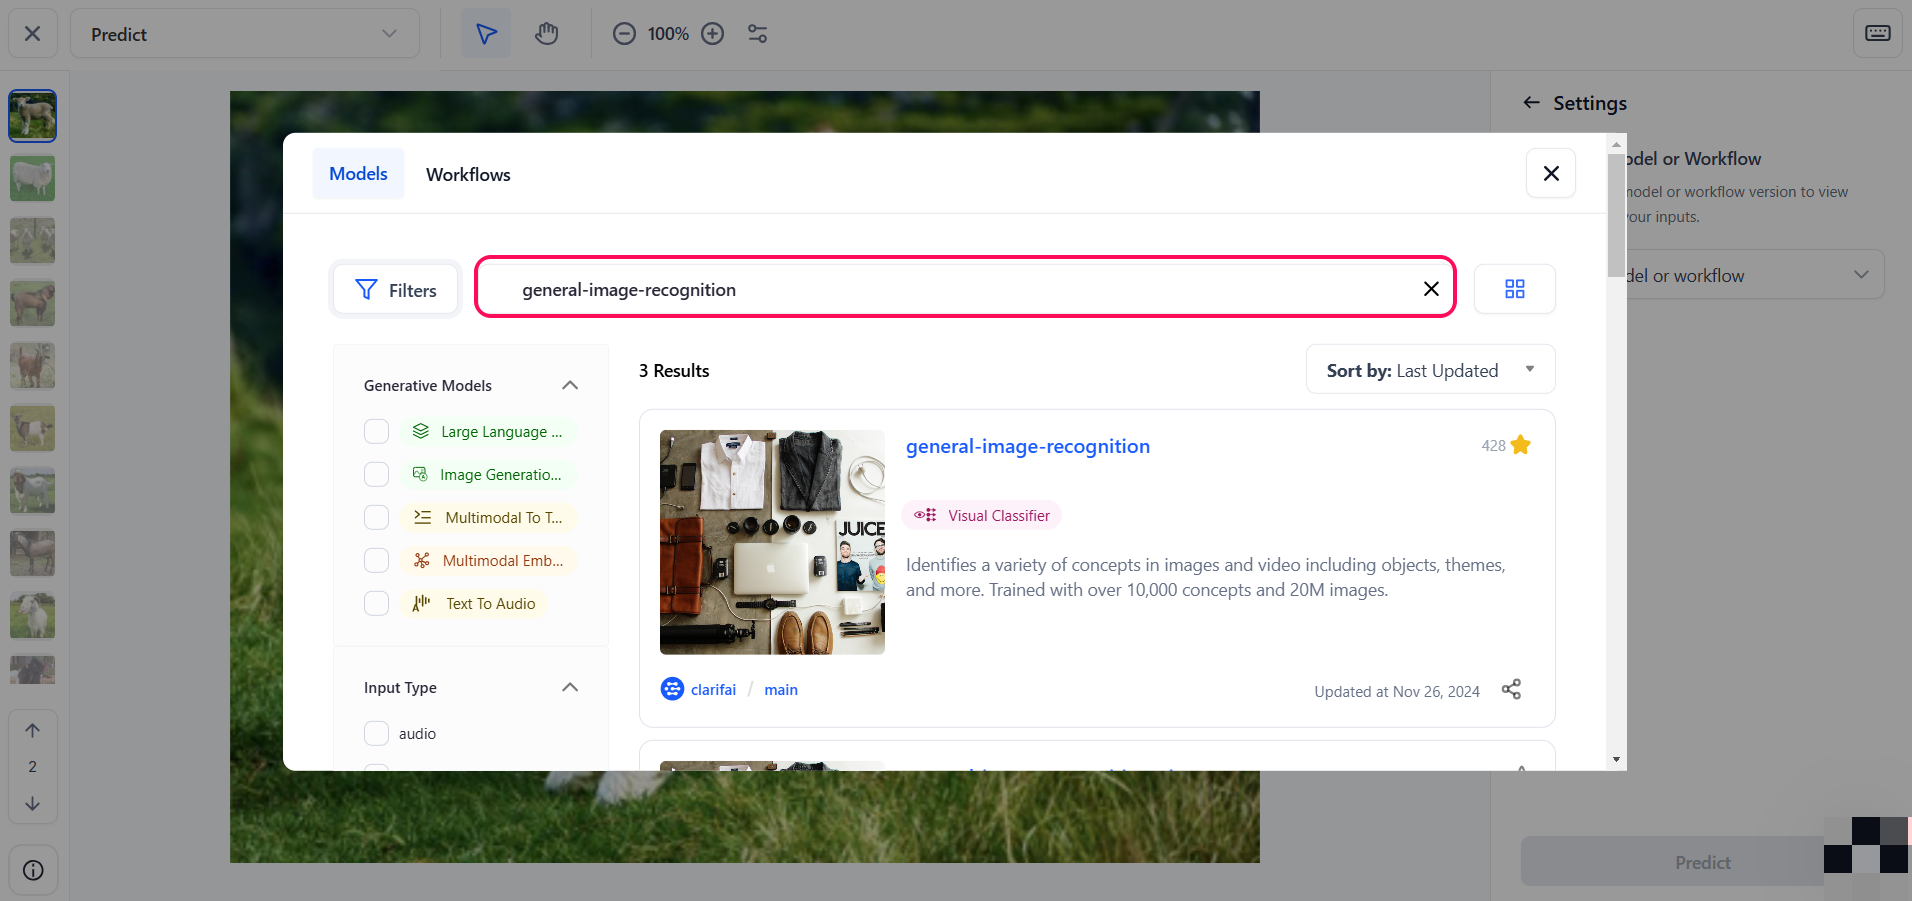 Predict
100%
Settings
odel or Workflow
model or workflow version to view
your inputs.
del or workflow
Models
Workflows
Filters
general-image-recognition
3 Results
Sort by: Last Updated
Generative Models
Large Language ...
Image Generatio...
Multimodal To T...
Multimodal Emb...
Text To Audio
Input Type
audio
general-image-recognition
428
Visual Classifier
Identifies a variety of concepts in images and video including objects, themes,
and more. Trained with over 10,000 concepts and 20M images.
JUICE
clarifai / main
Updated at Nov 26, 2024
2
Predict